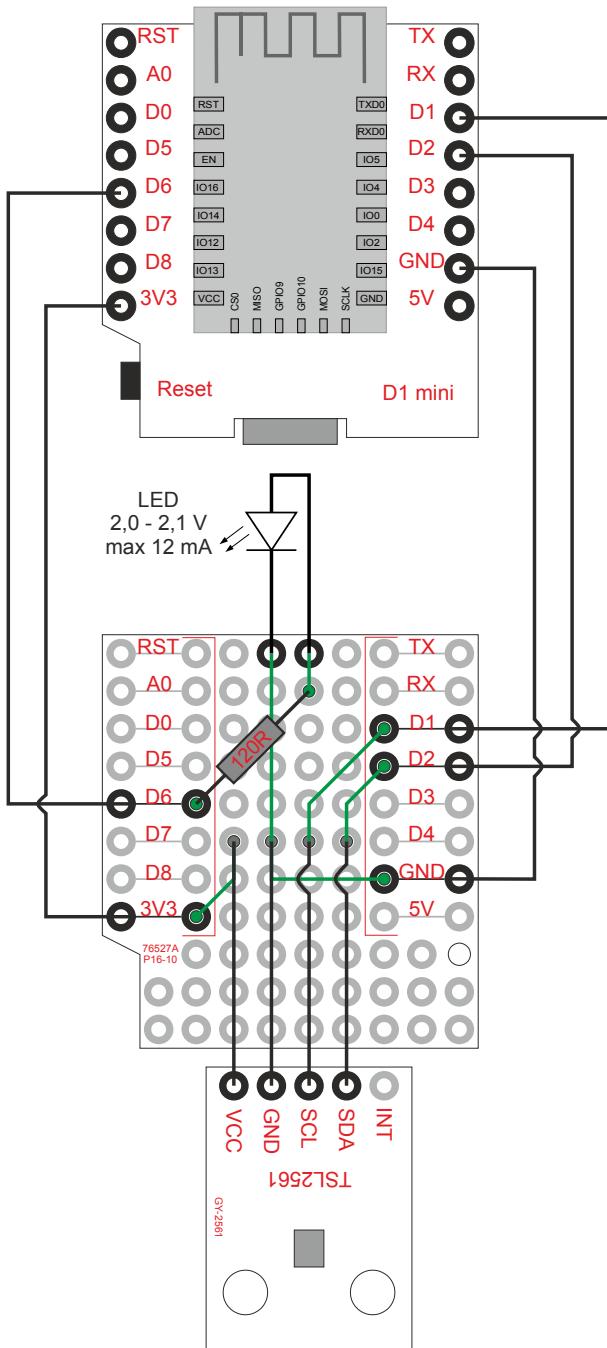 RST
TX
A0
RX
D0
D1
D5
D2
D6
D3
D7
D4
D8
GND
3V3
5V
RST
TXD0
ADC
RXD0
EN
IO5
IO16
IO4
IO14
IO0
IO12
IO2
IO13
IO15
VCC
GND
CS0
MISO
GPIO9
GPIO10
MOSI
SCLK
Reset
D1 mini
LED
2,0 - 2,1 V
max 12 mA
RST
TX
A0
RX
D0
D1
120R
D5
D2
D6
D3
D7
D4
D8
GND
3V3
5V
76527A
P16-10
VCC
GND
SCL
SDA
INT
TSL2561
GY-2561